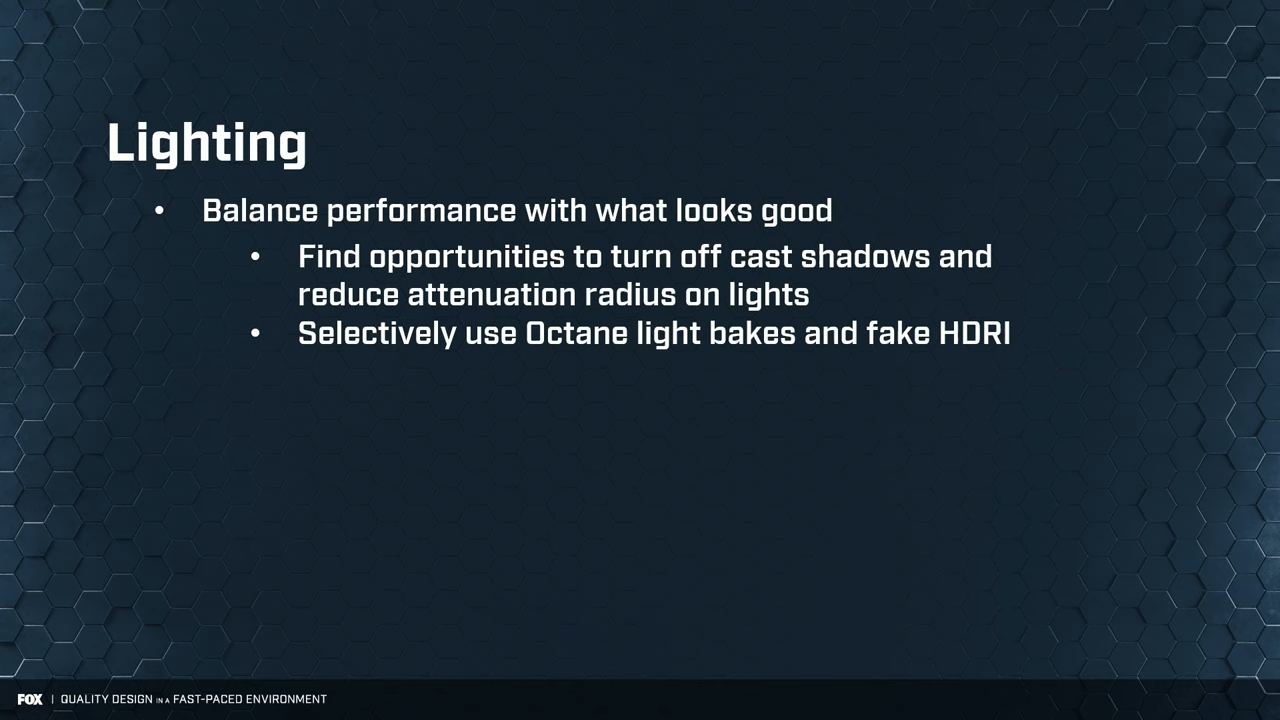 Lighting
• Balance performance with what looks good
• Find opportunities to turn off cast shadows and
reduce attenuation radius on lights
• Selectively use Octane light bakes and fake HDRI
FOX | QUALITY DESIGN IN A FAST-PACED ENVIRONMENT